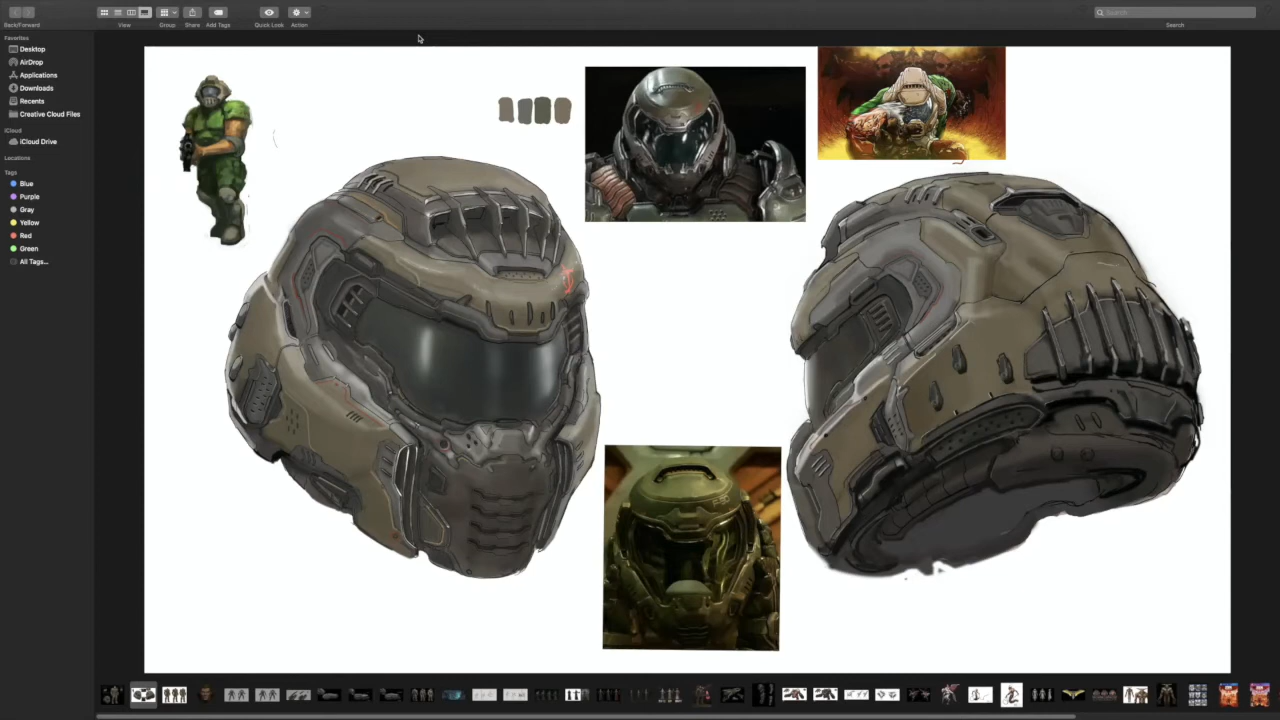 Back/Forward
View
Group
Share
Add Tags
Quick Look
Action
Search
Search
Favorites
Desktop
AirDrop
Applications
Downloads
Recents
Creative Cloud Files
iCloud
iCloud Drive
Locations
Tags
Blue
Purple
Gray
Yellow
Red
Green
All Tags...